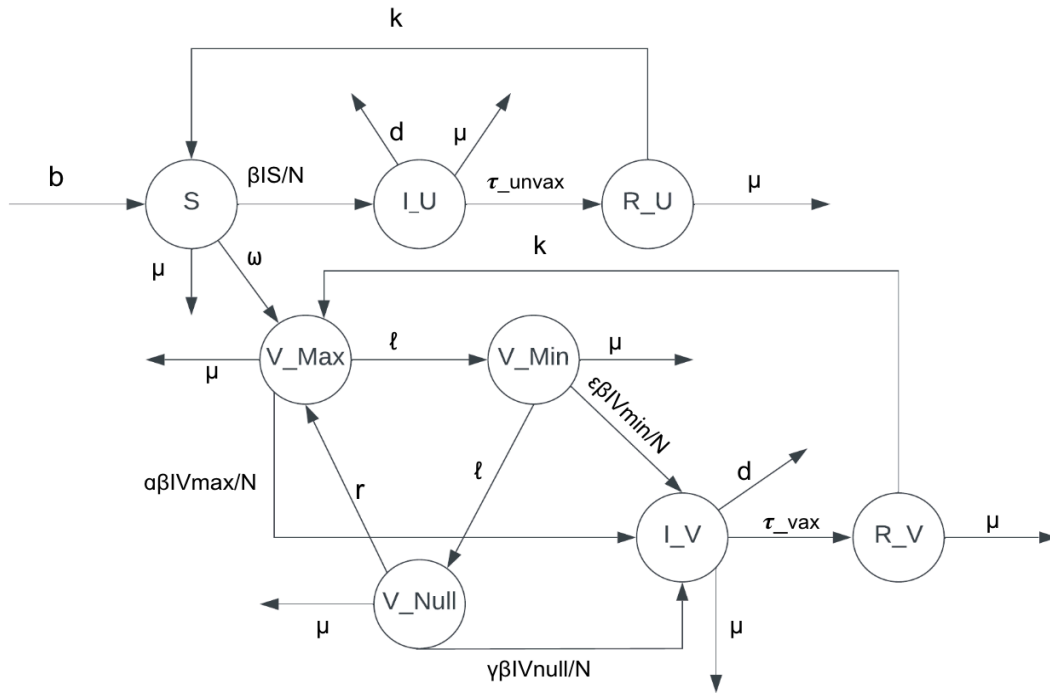 k
d
μ
b
βIS/N
τ_unvax
μ
S
I_U
R_U
μ
ω
k
V_Max
ℓ
V_Min
μ
μ
εβIVmin/N
αβIVmax/N
r
ℓ
d
τ_vax
μ
I_V
R_V
V_Null
μ
μ
γβIVnull/N